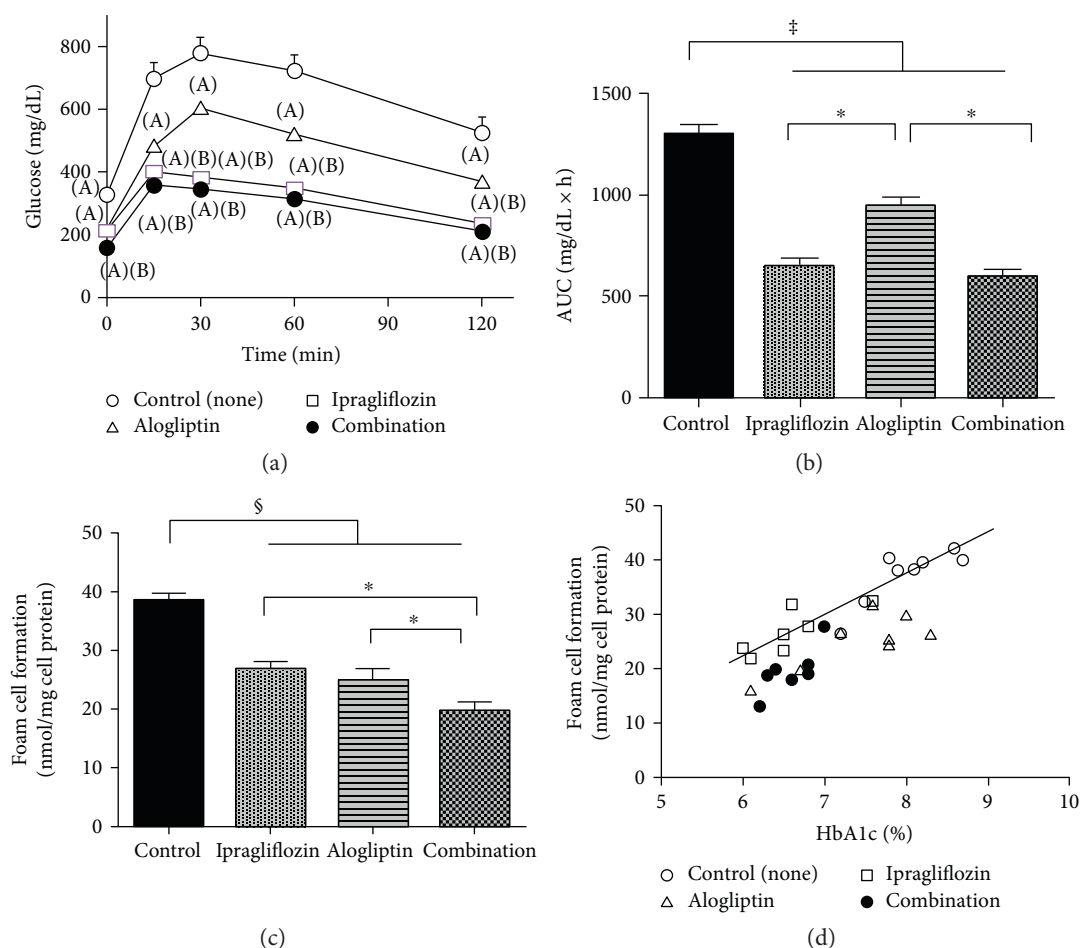 800
600
400
200
0
Glucose (mg/dL)
(A)
(A)
(A)
(A)
(A)
(A)
(A)(B)(A)(B)
(A)(B)
(A)(B)
(A)(B)
(A)(B)
(A)(B)
(A)(B)
(A)(B)
0
30
60
90
120
Time (min)
Control (none)
Ipragliflozin
Alogliptin
Combination
(a)
‡
*
*
1500
1000
500
0
AUC (mg/dL × h)
Control
Ipragliflozin
Alogliptin
Combination
(b)
§
*
*
50
40
30
20
10
0
Foam cell formation
(nmol/mg cell protein)
Control
Ipragliflozin
Alogliptin
Combination
(c)
50
40
30
20
10
0
Foam cell formation
(nmol/mg cell protein)
5
6
7
8
9
10
HbA1c (%)
Control (none)
Ipragliflozin
Alogliptin
Combination
(d)